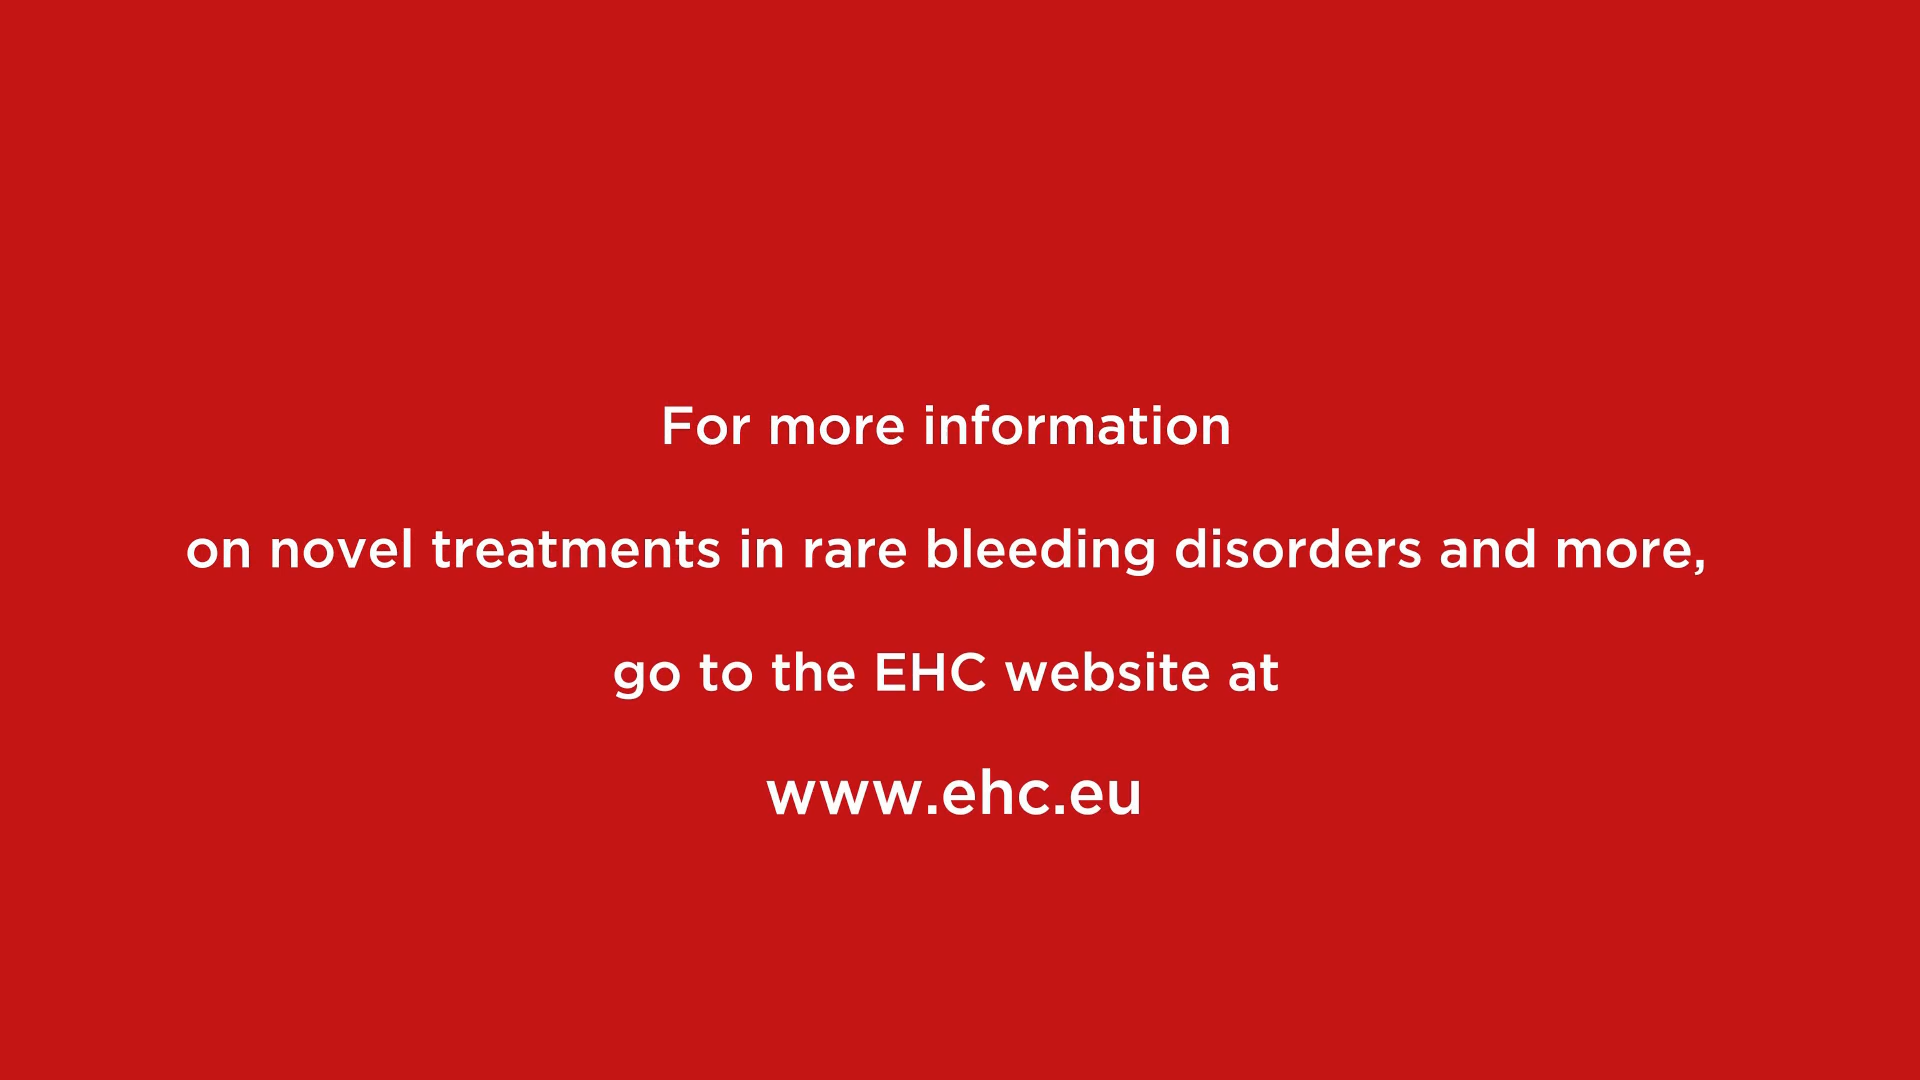 For more information
on novel treatments in rare bleeding disorders and more,
go to the EHC website at
www.ehc.eu